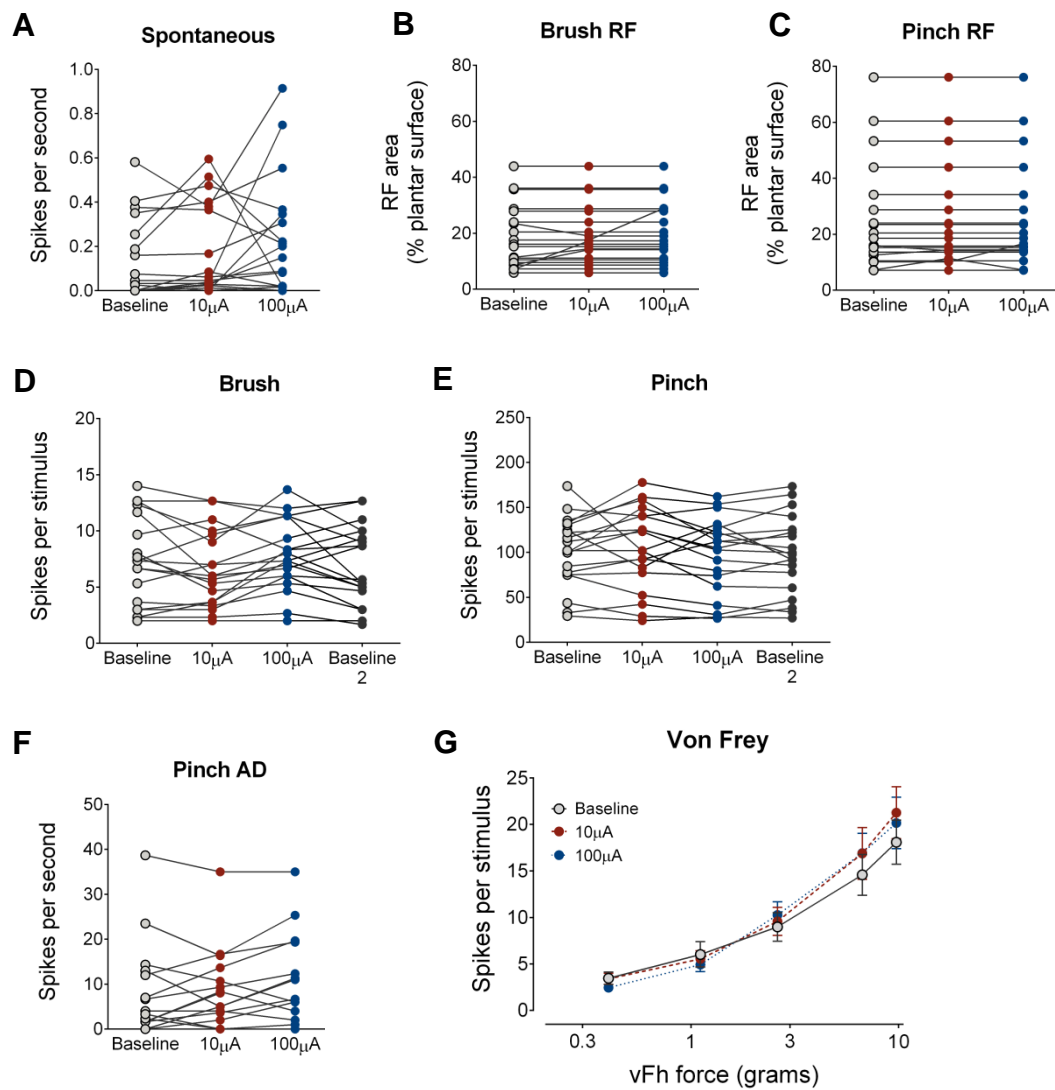 A
Spontaneous
Spikes per second
1.0
0.8
0.6
0.4
0.2
0.0
Baseline 10μA 100μA
B
Brush RF
RF area
(% plantar surface)
80
60
40
20
0
Baseline 10μA 100μA
C
Pinch RF
RF area
(% plantar surface)
80
60
40
20
0
Baseline 10μA 100μA
D
Brush
Spikes per stimulus
20
15
10
5
0
Baseline 10μA 100μA Baseline
2
E
Pinch
Spikes per stimulus
250
200
150
100
50
0
Baseline 10μA 100μA Baseline
2
F
Pinch AD
Spikes per second
50
40
30
20
10
0
Baseline 10μA 100μA
G
Von Frey
Spikes per stimulus
25
20
15
10
5
0
Baseline
10μA
100μA
0.3 1 3 10
vFh force (grams)